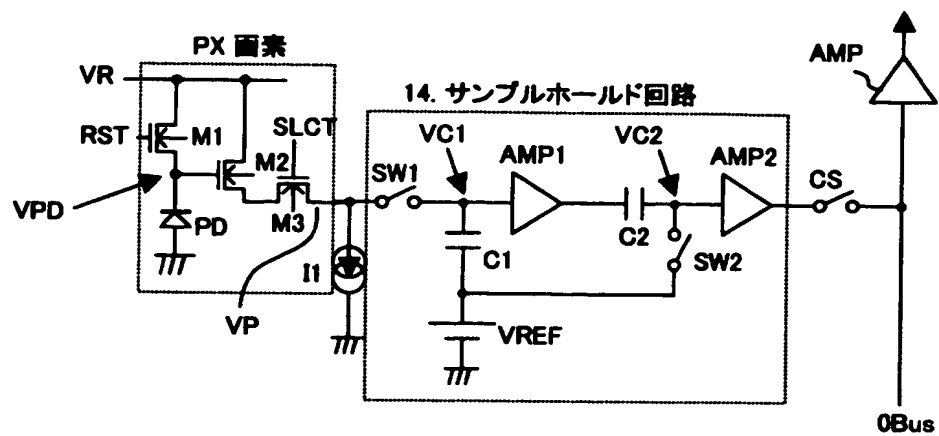 PX 画素
AMP
VR
14. サンプルホールド回路
RST
M1
SLCT
VC1
VC2
AMP1
AMP2
M2
SW1
CS
VPD
PD
M3
C1
C2
SW2
I1
VP
VREF
0Bus